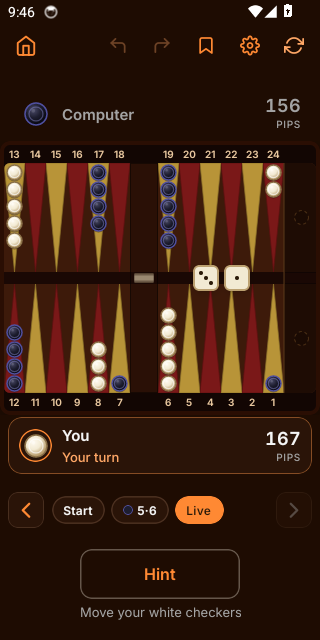 9:46
Computer
156
PIPS
13 14 15 16 17 18 19 20 21 22 23 24
12 11 10 9 8 7 6 5 4 3 2 1
You
Your turn
167
PIPS
Start
5·6
Live
Hint
Move your white checkers